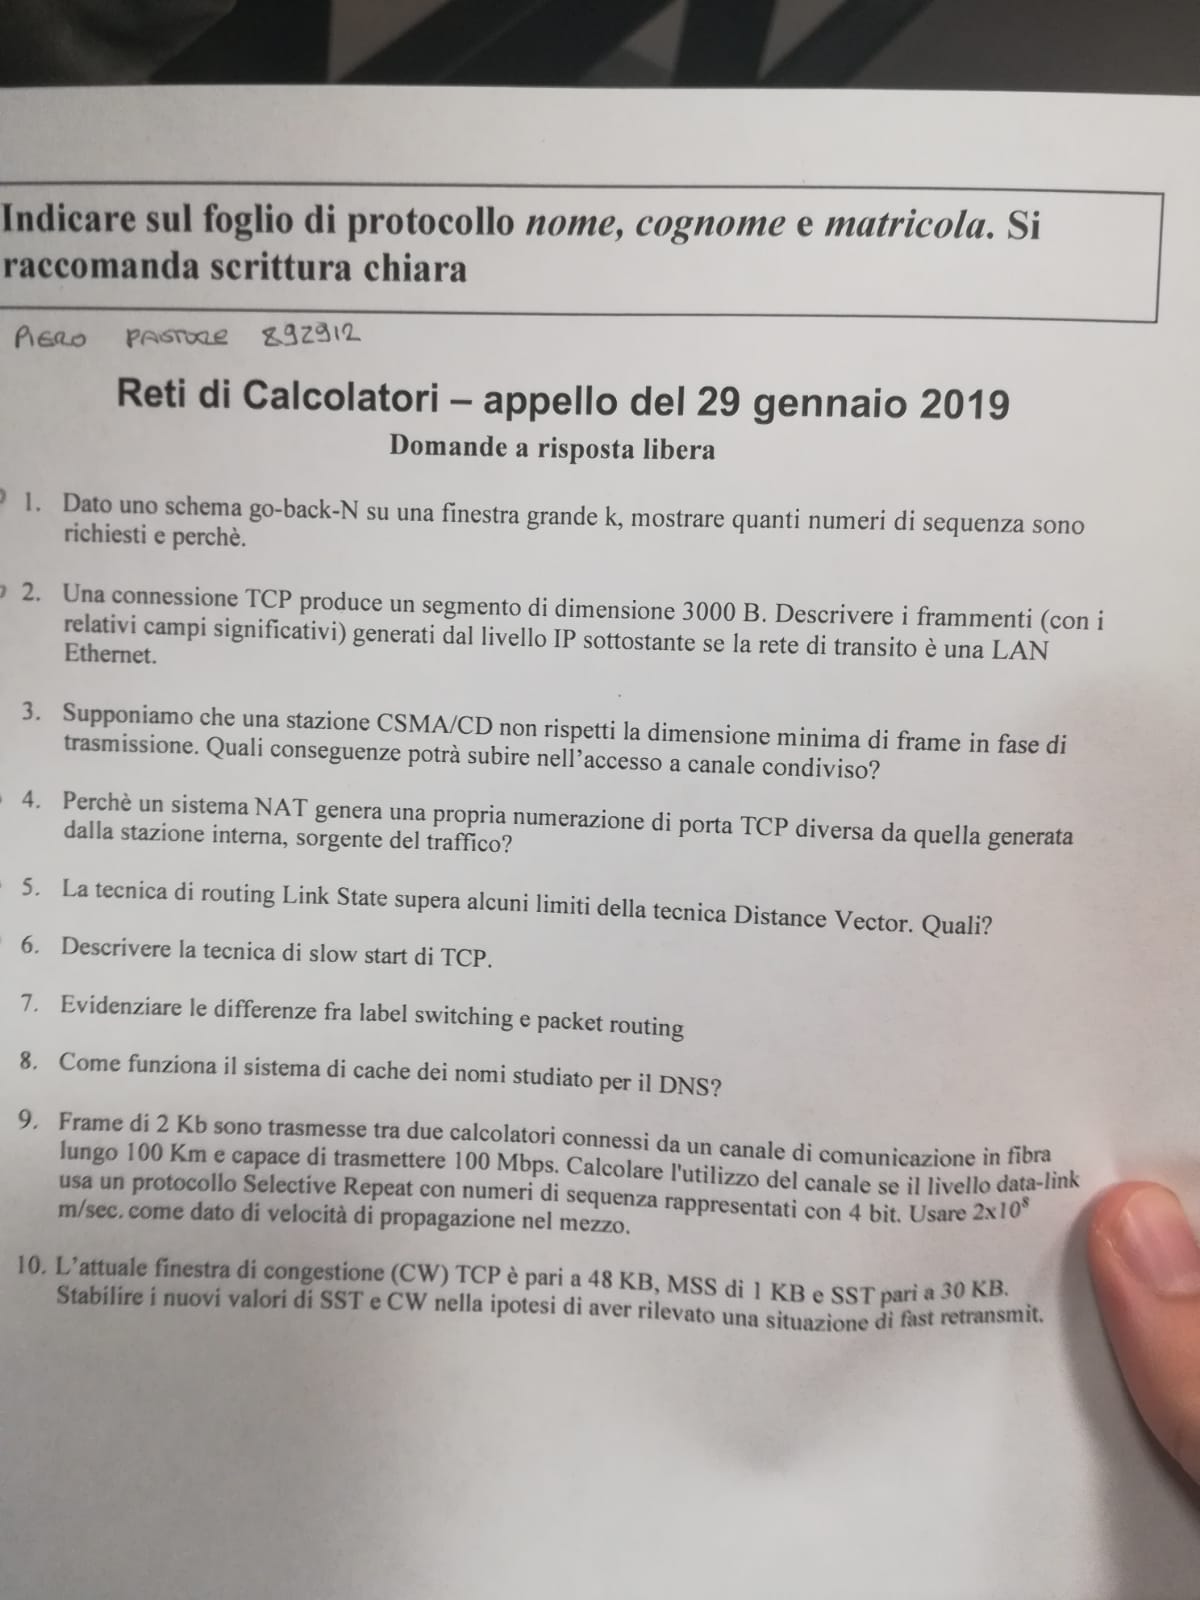 Indicare sul foglio di protocollo nome, cognome e matricola. Si
raccomanda scrittura chiara
PIERO PASTORE 892912
Reti di Calcolatori – appello del 29 gennaio 2019
Domande a risposta libera
1. Dato uno schema go-back-N su una finestra grande k, mostrare quanti numeri di sequenza sono
richiesti e perchè.
2. Una connessione TCP produce un segmento di dimensione 3000 B. Descrivere i frammenti (con i
relativi campi significativi) generati dal livello IP sottostante se la rete di transito è una LAN
Ethernet.
3. Supponiamo che una stazione CSMA/CD non rispetti la dimensione minima di frame in fase di
trasmissione. Quali conseguenze potrà subire nell'accesso a canale condiviso?
4. Perchè un sistema NAT genera una propria numerazione di porta TCP diversa da quella generata
dalla stazione interna, sorgente del traffico?
5. La tecnica di routing Link State supera alcuni limiti della tecnica Distance Vector. Quali?
6. Descrivere la tecnica di slow start di TCP.
7. Evidenziare le differenze fra label switching e packet routing
8. Come funziona il sistema di cache dei nomi studiato per il DNS?
9. Frame di 2 Kb sono trasmesse tra due calcolatori connessi da un canale di comunicazione in fibra
lungo 100 Km e capace di trasmettere 100 Mbps. Calcolare l'utilizzo del canale se il livello data-link
usa un protocollo Selective Repeat con numeri di sequenza rappresentati con 4 bit. Usare 2x10⁸
m/sec. come dato di velocità di propagazione nel mezzo.
10. L'attuale finestra di congestione (CW) TCP è pari a 48 KB, MSS di 1 KB e SST pari a 30 KB.
Stabilire i nuovi valori di SST e CW nella ipotesi di aver rilevato una situazione di fast retransmit.